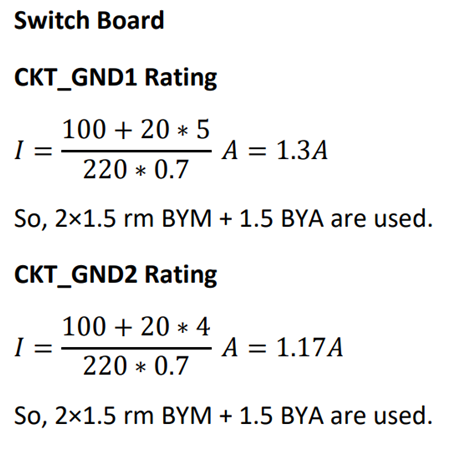 Switch Board
CKT_GND1 Rating
I = \frac{100 + 20 * 5}{220 * 0.7} A = 1.3A
So, 2×1.5 rm BYM + 1.5 BYA are used.
CKT_GND2 Rating
I = \frac{100 + 20 * 4}{220 * 0.7} A = 1.17A
So, 2×1.5 rm BYM + 1.5 BYA are used.